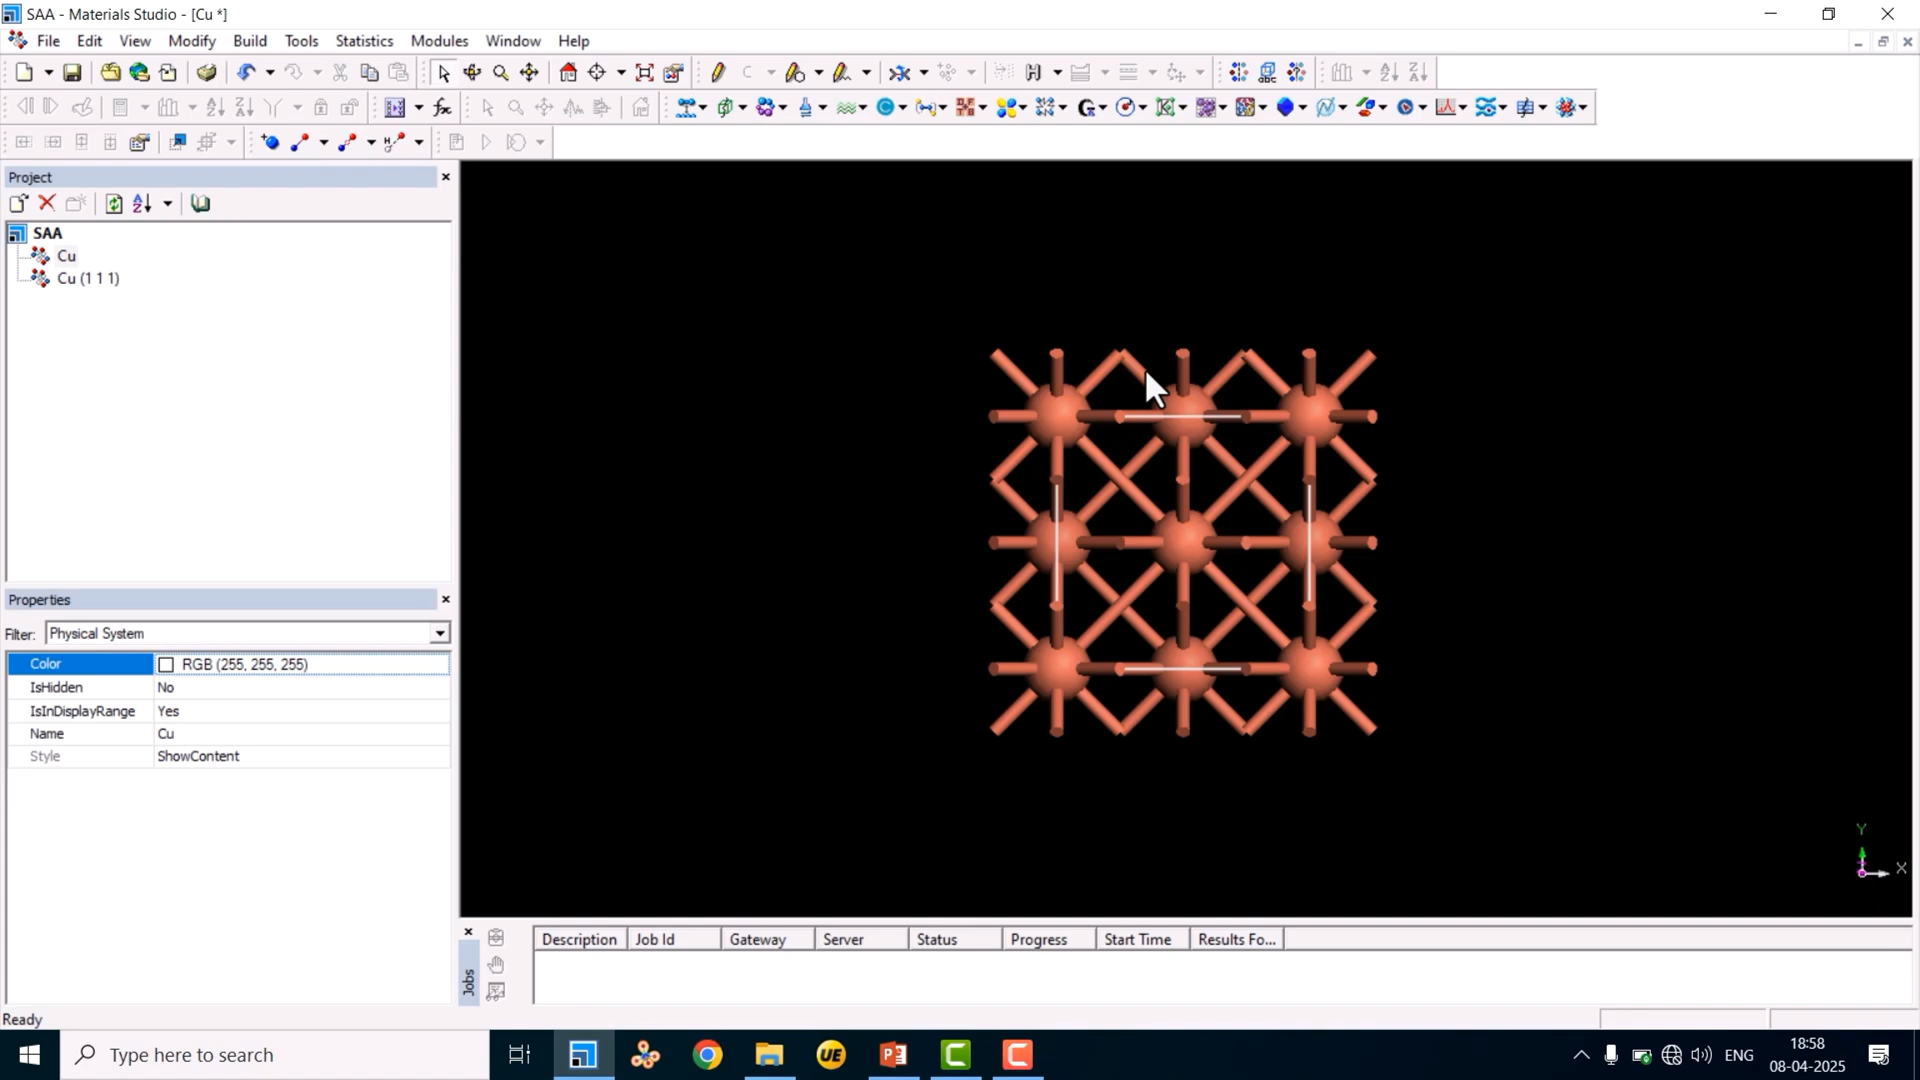 SAA - Materials Studio - [Cu *]
File Edit View Modify Build Tools Statistics Modules Window Help
Project
SAA
Cu
Cu (1 1 1)
Properties
Filter: Physical System
Color RGB (255, 255, 255)
IsHidden No
IsInDisplayRange Yes
Name Cu
Style ShowContent
Y
X
Jobs
Description Job Id Gateway Server Status Progress Start Time Results Fo...
Ready
Type here to search
UE
ENG
18:58
08-04-2025